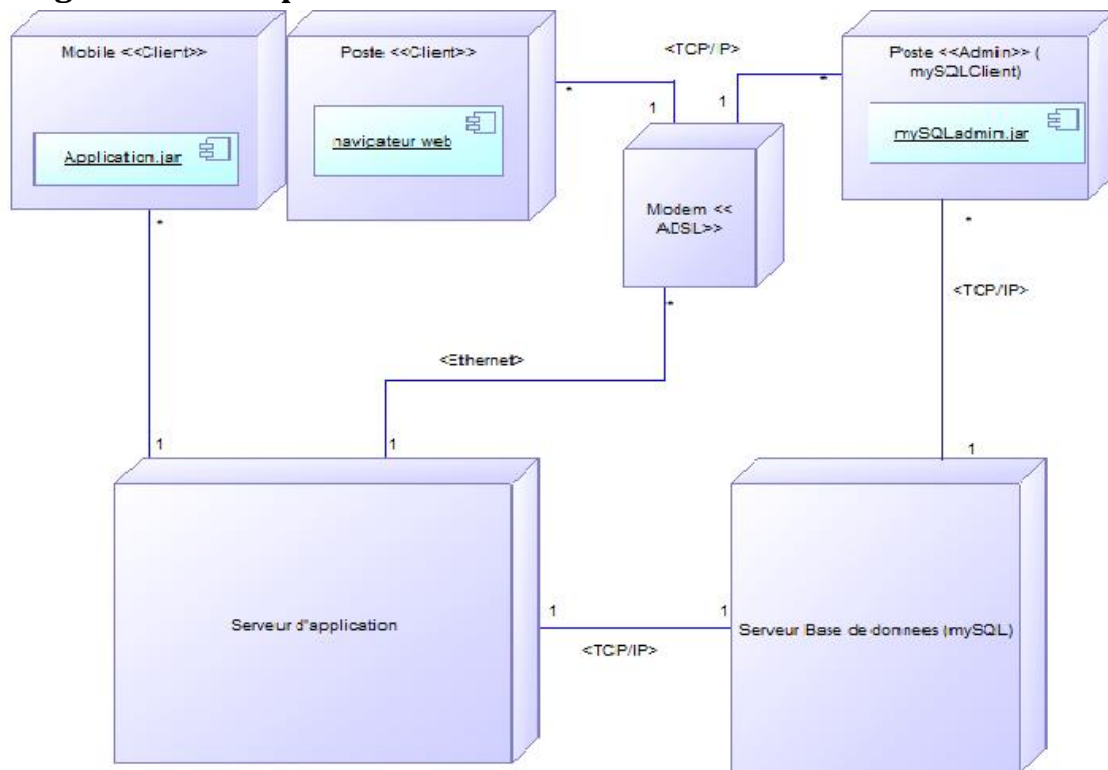 Mobile <<Client>>
Application.jar
*
Poste <<Client>>
navigateur web
*
<TCP/ P>
1
1
*
Poste <<Admin>> (
mySQLClient)
mySQLadmin.jar
*
Modem <<
ADSL>>
*
<TCP/IP>
<Ethernet>
1
1
1
Serveur d"application
1
<TCP/IP>
1
Serveur Base de donnees (mySQL)